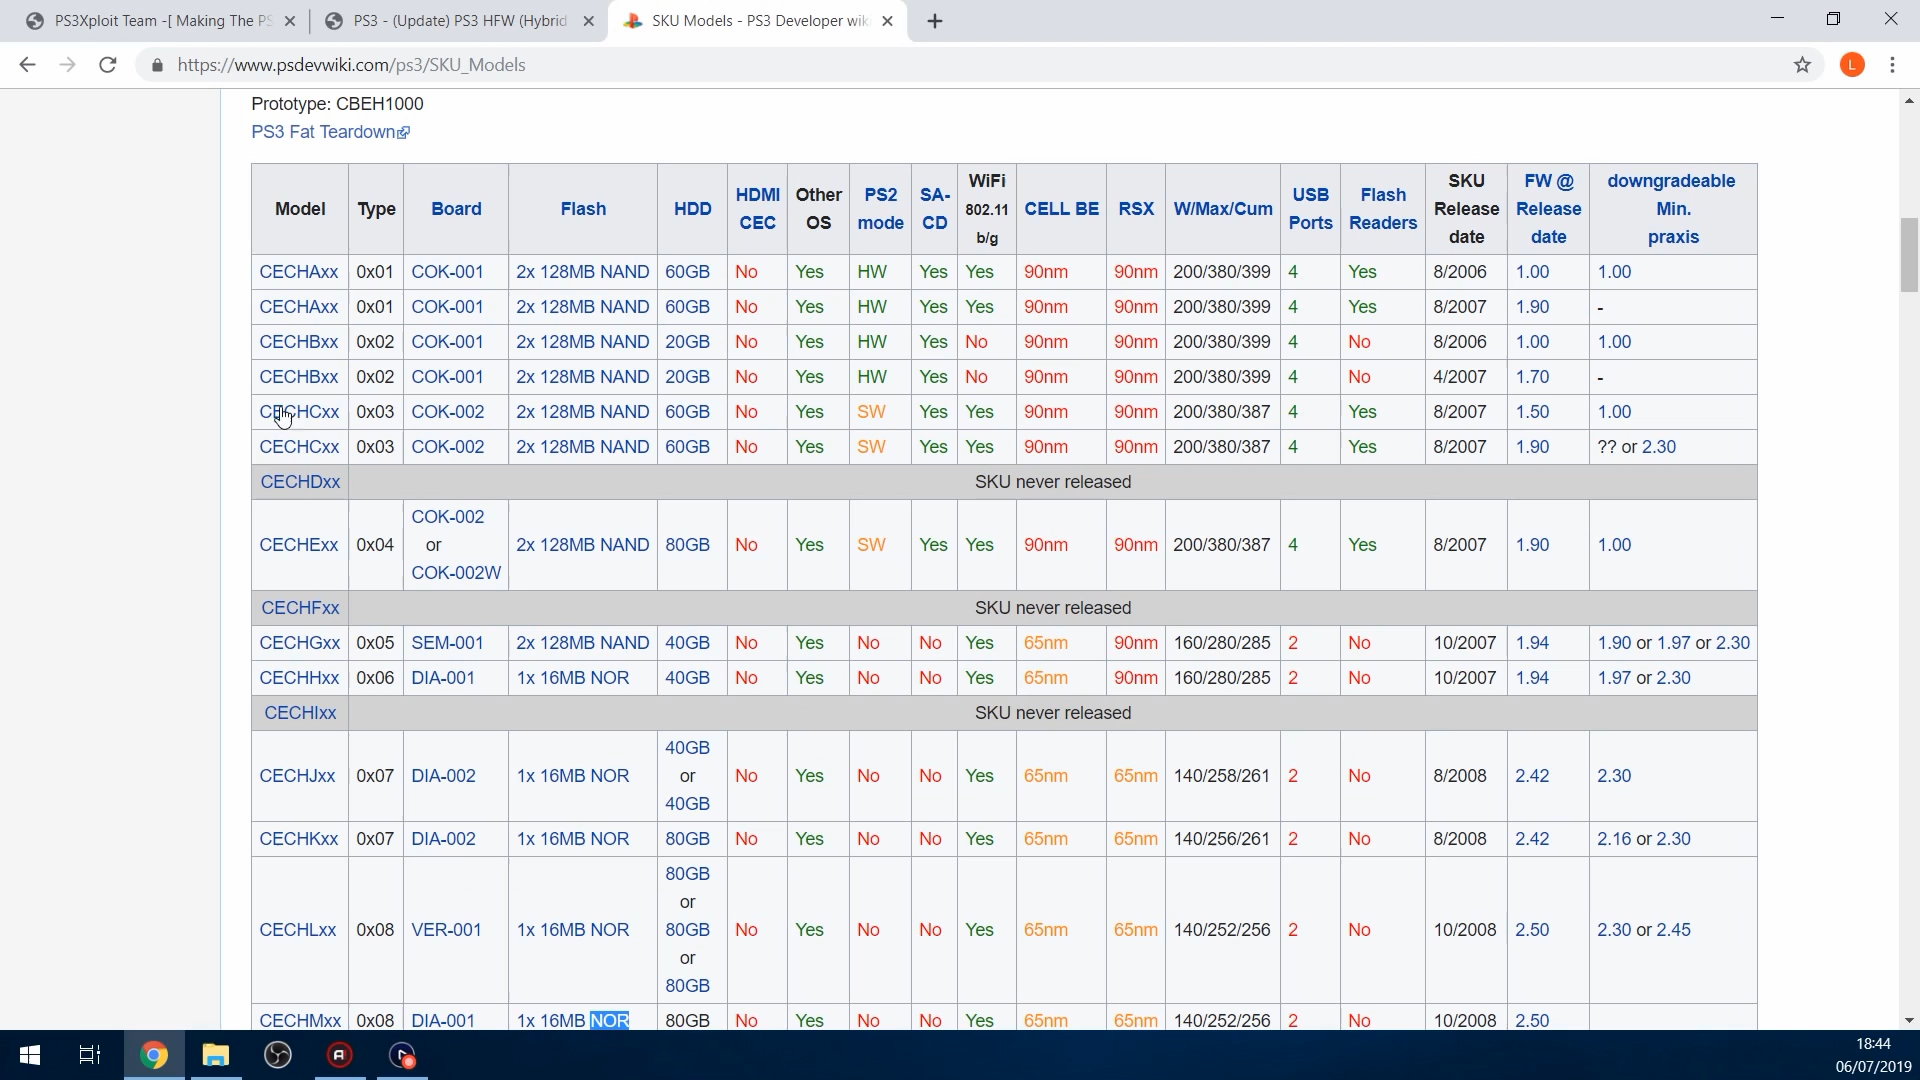 PS3Xploit Team -[ Making The PS
PS3 - (Update) PS3 HFW (Hybrid
SKU Models - PS3 Developer wik
https://www.psdevwiki.com/ps3/SKU_Models
L
Prototype: CBEH1000
PS3 Fat Teardown
Model Type Board Flash HDD HDMI CEC Other OS PS2 mode SA-CD WiFi 802.11 b/g CELL BE RSX W/Max/Cum USB Ports Flash Readers SKU Release date FW @ Release date downgradeable Min. praxis
CECHAxx 0x01 COK-001 2x 128MB NAND 60GB No Yes HW Yes Yes 90nm 90nm 200/380/399 4 Yes 8/2006 1.00 1.00
CECHAxx 0x01 COK-001 2x 128MB NAND 60GB No Yes HW Yes Yes 90nm 90nm 200/380/399 4 Yes 8/2007 1.90 -
CECHBxx 0x02 COK-001 2x 128MB NAND 20GB No Yes HW Yes No 90nm 90nm 200/380/399 4 No 8/2006 1.00 1.00
CECHBxx 0x02 COK-001 2x 128MB NAND 20GB No Yes HW Yes No 90nm 90nm 200/380/399 4 No 4/2007 1.70 -
CECHCxx 0x03 COK-002 2x 128MB NAND 60GB No Yes SW Yes Yes 90nm 90nm 200/380/387 4 Yes 8/2007 1.50 1.00
CECHCxx 0x03 COK-002 2x 128MB NAND 60GB No Yes SW Yes Yes 90nm 90nm 200/380/387 4 Yes 8/2007 1.90 ?? or 2.30
CECHDxx SKU never released
CECHExx 0x04 COK-002 or COK-002W 2x 128MB NAND 80GB No Yes SW Yes Yes 90nm 90nm 200/380/387 4 Yes 8/2007 1.90 1.00
CECHFxx SKU never released
CECHGxx 0x05 SEM-001 2x 128MB NAND 40GB No Yes No No Yes 65nm 90nm 160/280/285 2 No 10/2007 1.94 1.90 or 1.97 or 2.30
CECHHxx 0x06 DIA-001 1x 16MB NOR 40GB No Yes No No Yes 65nm 90nm 160/280/285 2 No 10/2007 1.94 1.97 or 2.30
CECHIxx SKU never released
CECHJxx 0x07 DIA-002 1x 16MB NOR 40GB or 40GB No Yes No No Yes 65nm 65nm 140/258/261 2 No 8/2008 2.42 2.30
CECHKxx 0x07 DIA-002 1x 16MB NOR 80GB No Yes No No Yes 65nm 65nm 140/256/261 2 No 8/2008 2.42 2.16 or 2.30
CECHLxx 0x08 VER-001 1x 16MB NOR 80GB or 80GB or 80GB No Yes No No Yes 65nm 65nm 140/252/256 2 No 10/2008 2.50 2.30 or 2.45
CECHMxx 0x08 DIA-001 1x 16MB NOR 80GB No Yes No No Yes 65nm 65nm 140/252/256 2 No 10/2008 2.50
18:44
06/07/2019